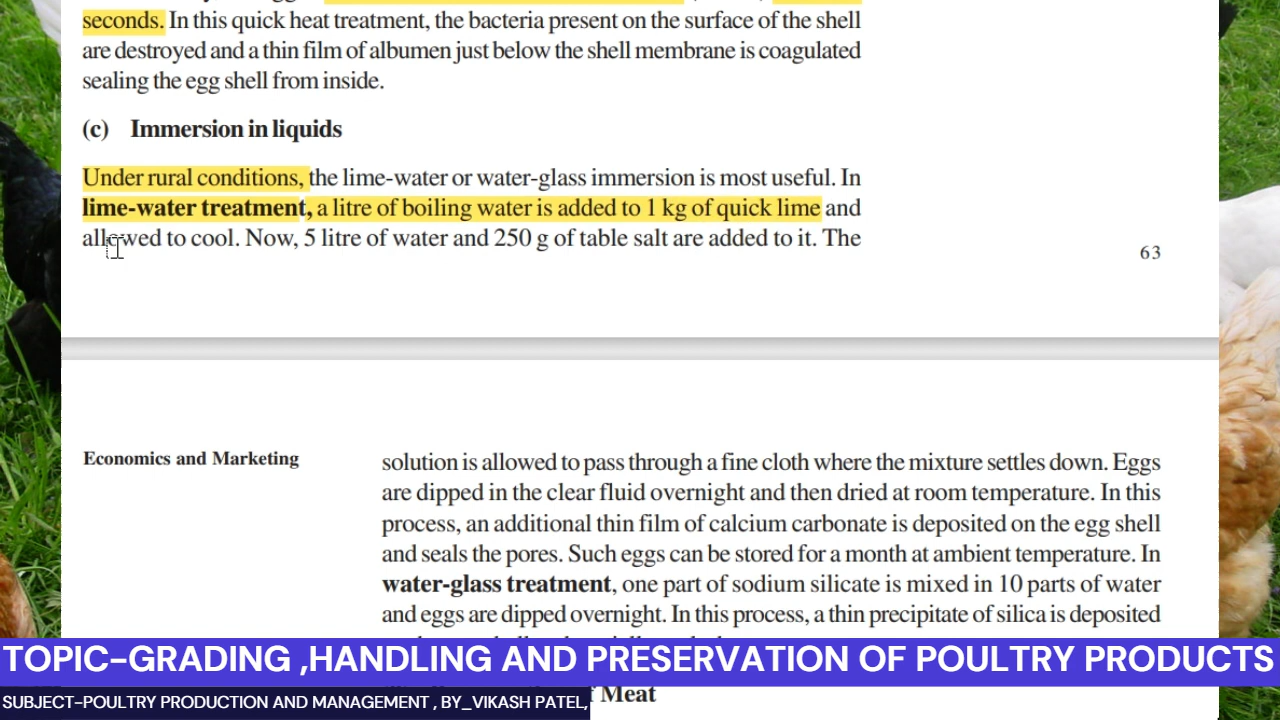 seconds. In this quick heat treatment, the bacteria present on the surface of the shell
are destroyed and a thin film of albumen just below the shell membrane is coagulated
sealing the egg shell from inside.
(c) Immersion in liquids
Under rural conditions, the lime-water or water-glass immersion is most useful. In
lime-water treatment, a litre of boiling water is added to 1 kg of quick lime and
allowed to cool. Now, 5 litre of water and 250 g of table salt are added to it. The
63
Economics and Marketing
solution is allowed to pass through a fine cloth where the mixture settles down. Eggs
are dipped in the clear fluid overnight and then dried at room temperature. In this
process, an additional thin film of calcium carbonate is deposited on the egg shell
and seals the pores. Such eggs can be stored for a month at ambient temperature. In
water-glass treatment, one part of sodium silicate is mixed in 10 parts of water
and eggs are dipped overnight. In this process, a thin precipitate of silica is deposited
TOPIC-GRADING ,HANDLING AND PRESERVATION OF POULTRY PRODUCTS
Meat
SUBJECT-POULTRY PRODUCTION AND MANAGEMENT , BY_VIKASH PATEL,